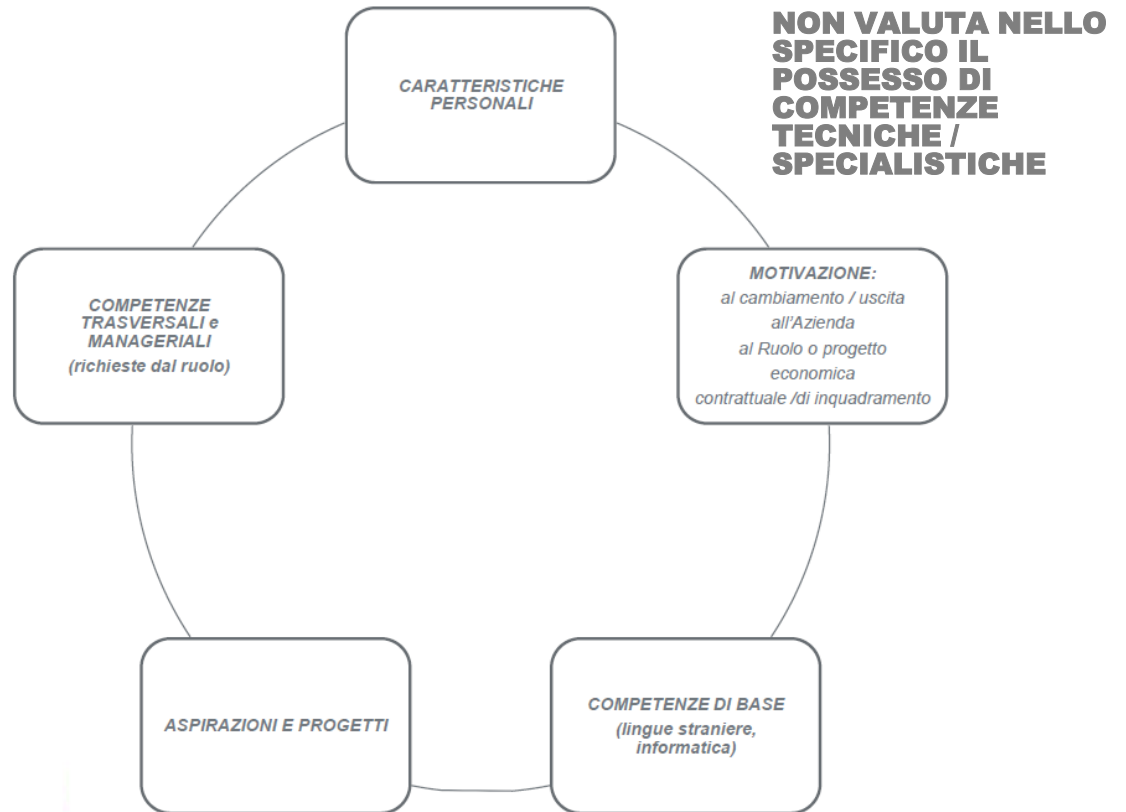 NON VALUTA NELLO
SPECIFICO IL
POSSESSO DI
COMPETENZE
TECNICHE /
SPECIALISTICHE
CARATTERISTICHE
PERSONALI
MOTIVAZIONE:
al cambiamento / uscita
all'Azienda
al Ruolo o progetto
economica
contrattuale /di inquadramento
COMPETENZE DI BASE
(lingue straniere,
informatica)
ASPIRAZIONI E PROGETTI
COMPETENZE
TRASVERSALI e
MANAGERIALI
(richieste dal ruolo)